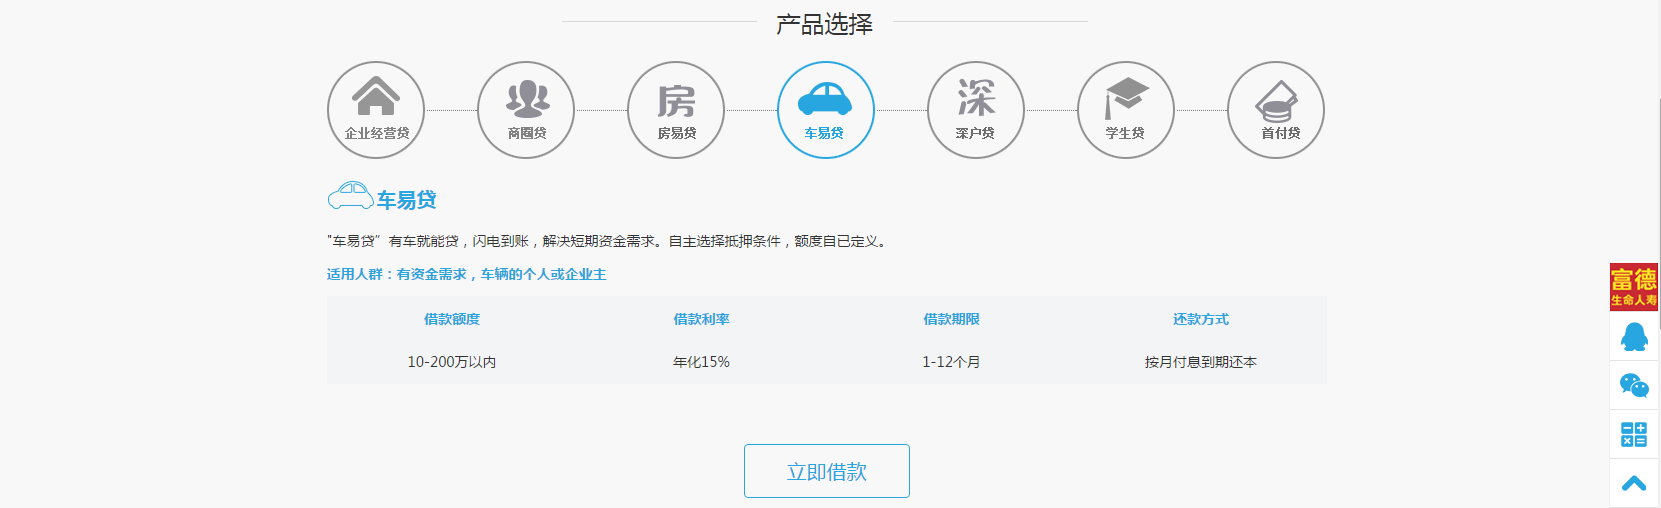 产品选择
企业经营贷
商圈贷
房
房易贷
车易贷
深
深户贷
学生贷
首付贷
车易贷
"车易贷”有车就能贷，闪电到账，解决短期资金需求。自主选择抵押条件，额度自已定义。
适用人群：有资金需求，车辆的个人或企业主
借款额度 借款利率 借款期限 还款方式
10-200万以内 年化15% 1-12个月 按月付息到期还本
立即借款
富德
生命人寿